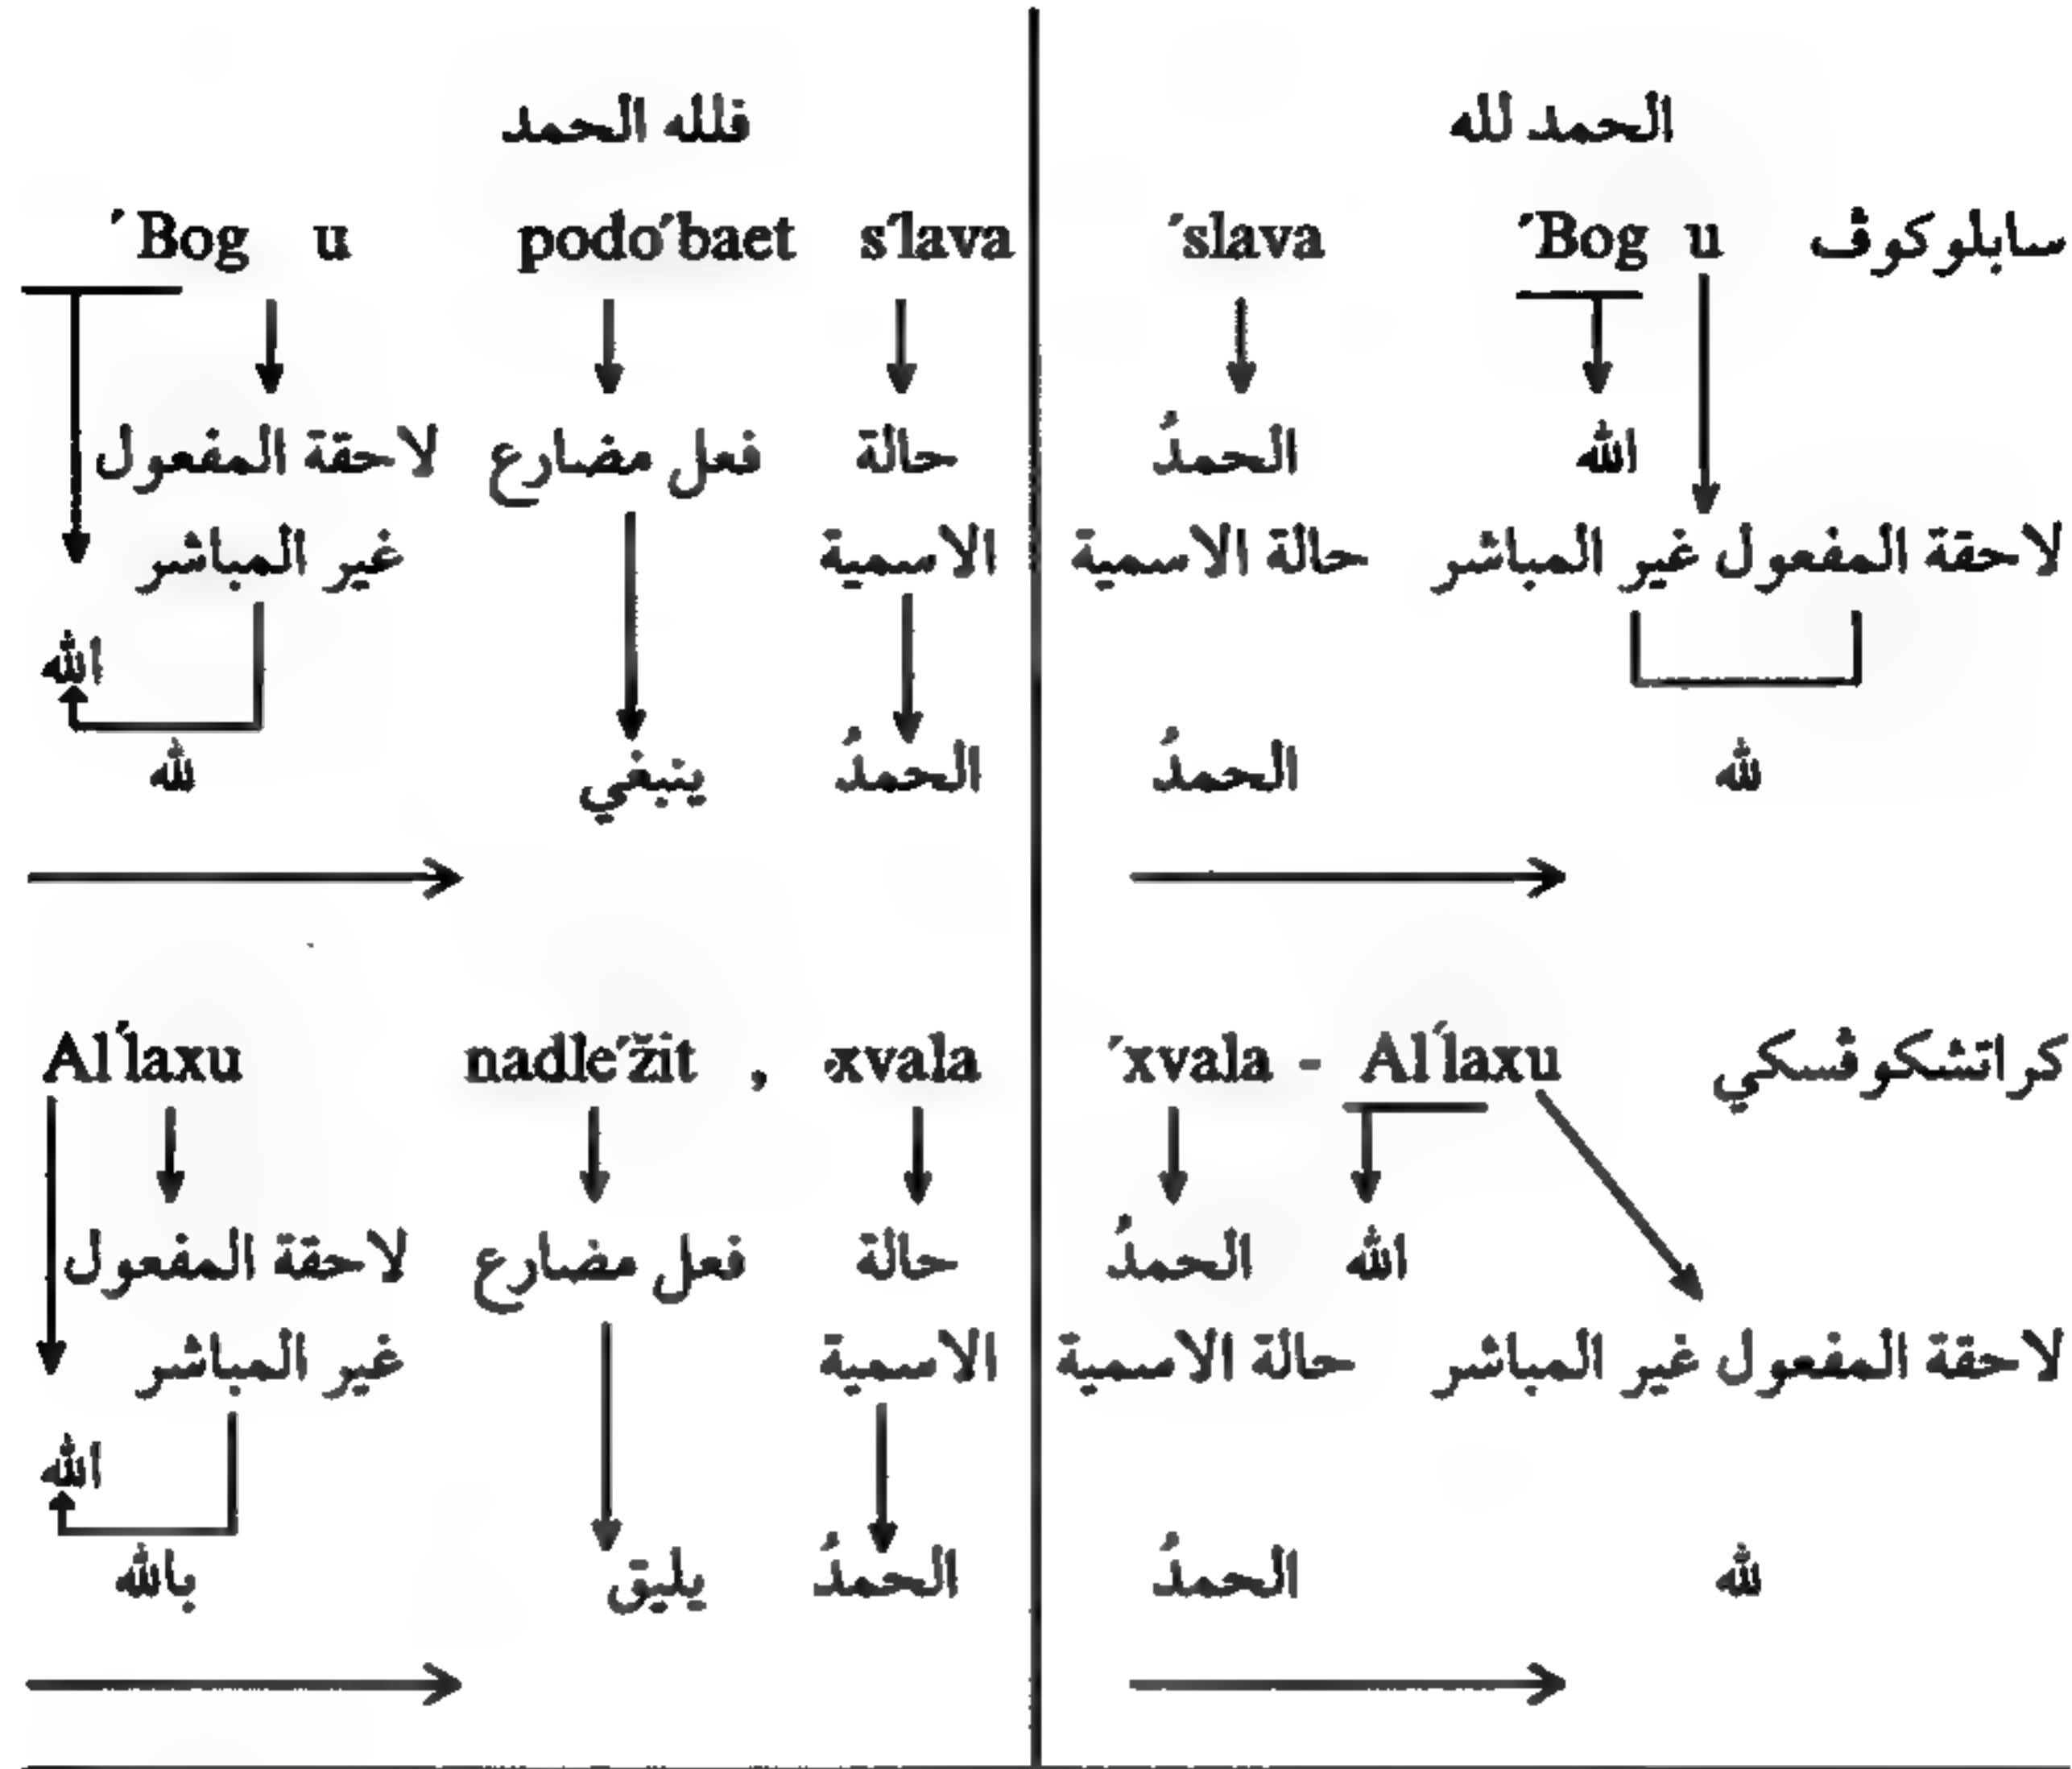 الحمد لله
سابلوكوڤ
´slava ´Bog u
الحمدُ الله
حالة الاسمية لاحقة المفعول غير المباشر
الحمدُ لله
فلله الحمد
´Bog u podo´baet s´lava
لاحقة المفعول فعل مضارع حالة
غير المباشر الاسمية
الله
لله ينبغي الحمدُ
كراتشكوڤسكي
´xvala - Al´laxu
الحمدُ الله
حالة الاسمية لاحقة المفعول غير المباشر
الحمدُ لله
Al´laxu nadle´žit , xvala
لاحقة المفعول فعل مضارع حالة
غير المباشر الاسمية
الله
بالله يليق الحمدُ